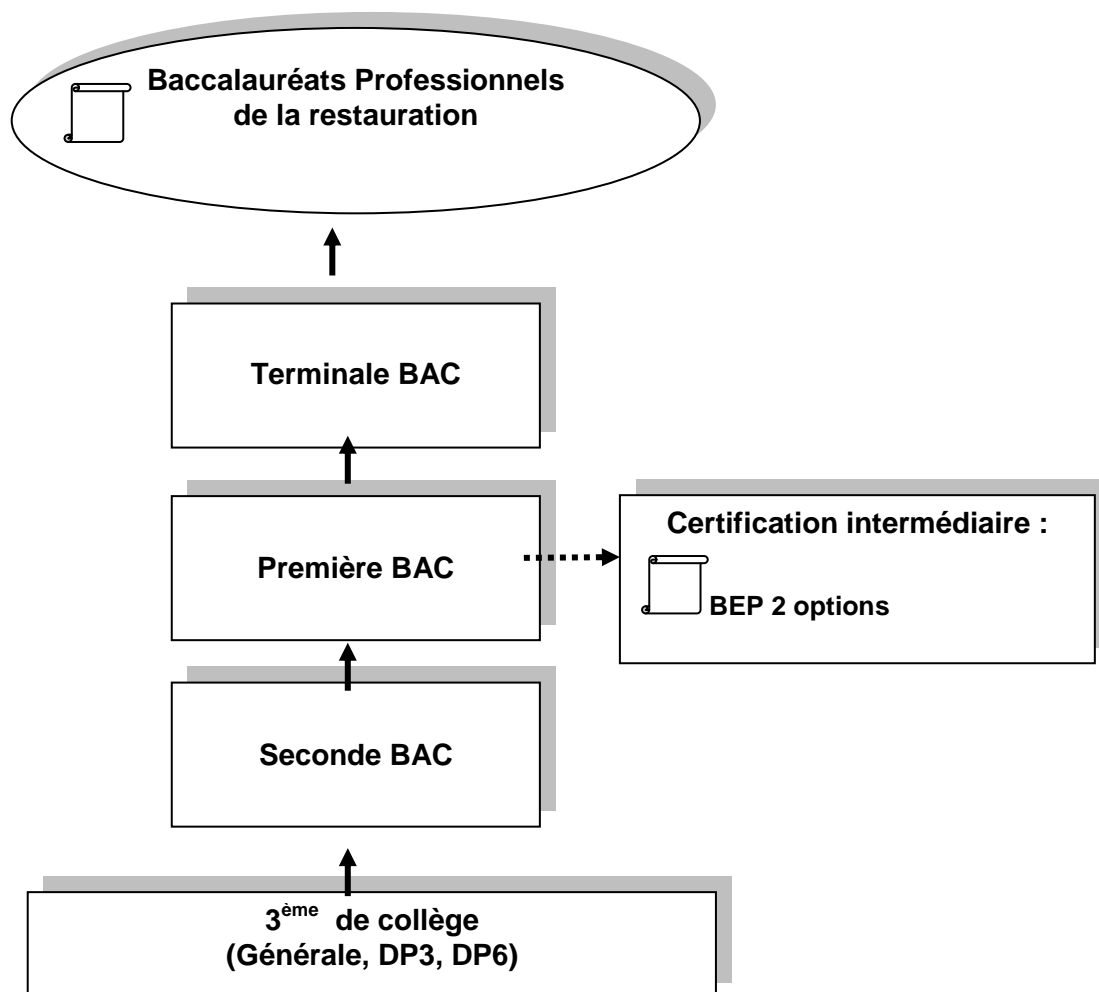 Baccalauréats Professionnels
de la restauration
Terminale BAC
Première BAC
Certification intermédiaire :
BEP 2 options
Seconde BAC
3ème de collège
(Générale, DP3, DP6)